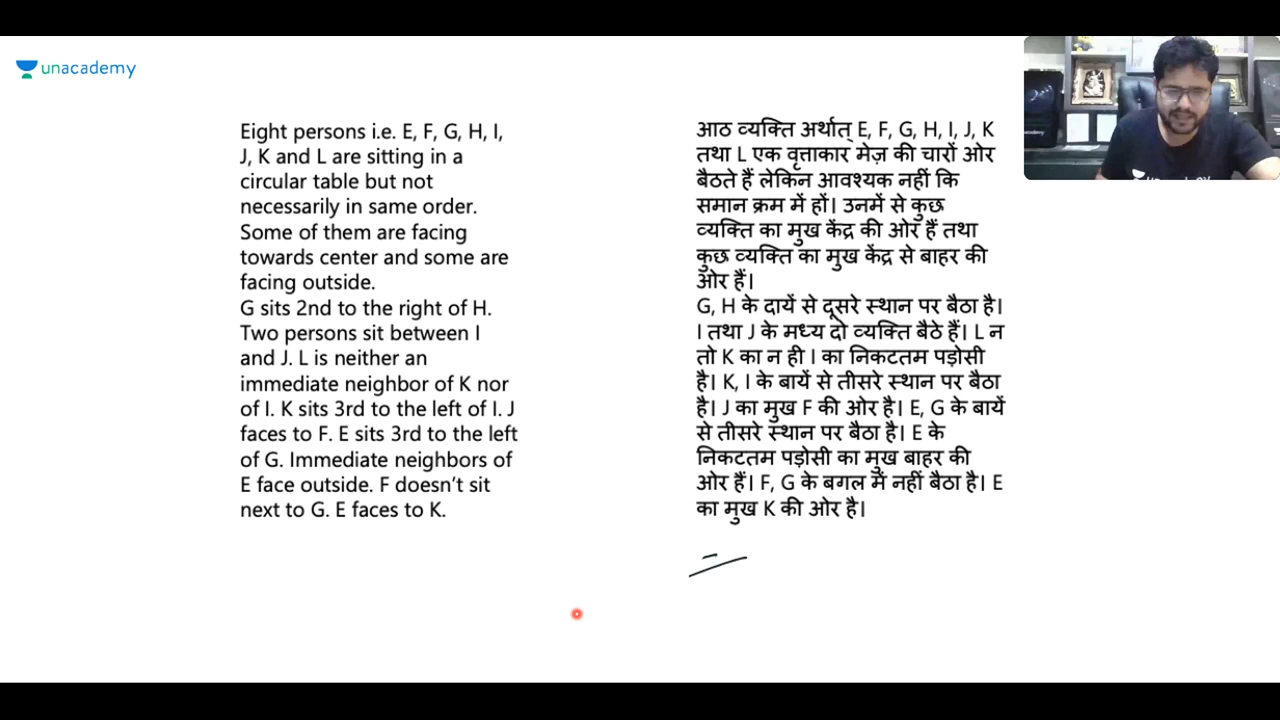 unacademy
Eight persons i.e. E, F, G, H, I,
J, K and L are sitting in a
circular table but not
necessarily in same order.
Some of them are facing
towards center and some are
facing outside.
G sits 2nd to the right of H.
Two persons sit between I
and J. L is neither an
immediate neighbor of K nor
of I. K sits 3rd to the left of I. J
faces to F. E sits 3rd to the left
of G. Immediate neighbors of
E face outside. F doesn't sit
next to G. E faces to K.
आठ व्यक्ति अर्थात् E, F, G, H, I, J, K
तथा L एक वृत्ताकार मेज़ की चारों ओर
बैठते हैं लेकिन आवश्यक नहीं कि
समान क्रम में हों। उनमें से कुछ
व्यक्ति का मुख केंद्र की ओर हैं तथा
कुछ व्यक्ति का मुख केंद्र से बाहर की
ओर हैं।
G, H के दायें से दूसरे स्थान पर बैठा है।
I तथा J के मध्य दो व्यक्ति बैठे हैं। L न
तो K का न ही I का निकटतम पड़ोसी
है। K, I के बायें से तीसरे स्थान पर बैठा
है। J का मुख F की ओर है। E, G के बायें
से तीसरे स्थान पर बैठा है। E के
निकटतम पड़ोसी का मुख बाहर की
ओर हैं। F, G के बगल में नहीं बैठा है। E
का मुख K की ओर है।